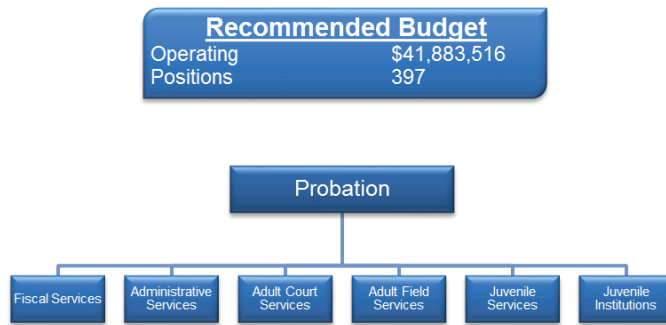 Recommended Budget
Operating $41,883,516
Positions 397
Probation
Fiscal Services
Administrative
Services
Adult Court
Services
Adult Field
Services
Juvenile
Services
Juvenile
Institutions